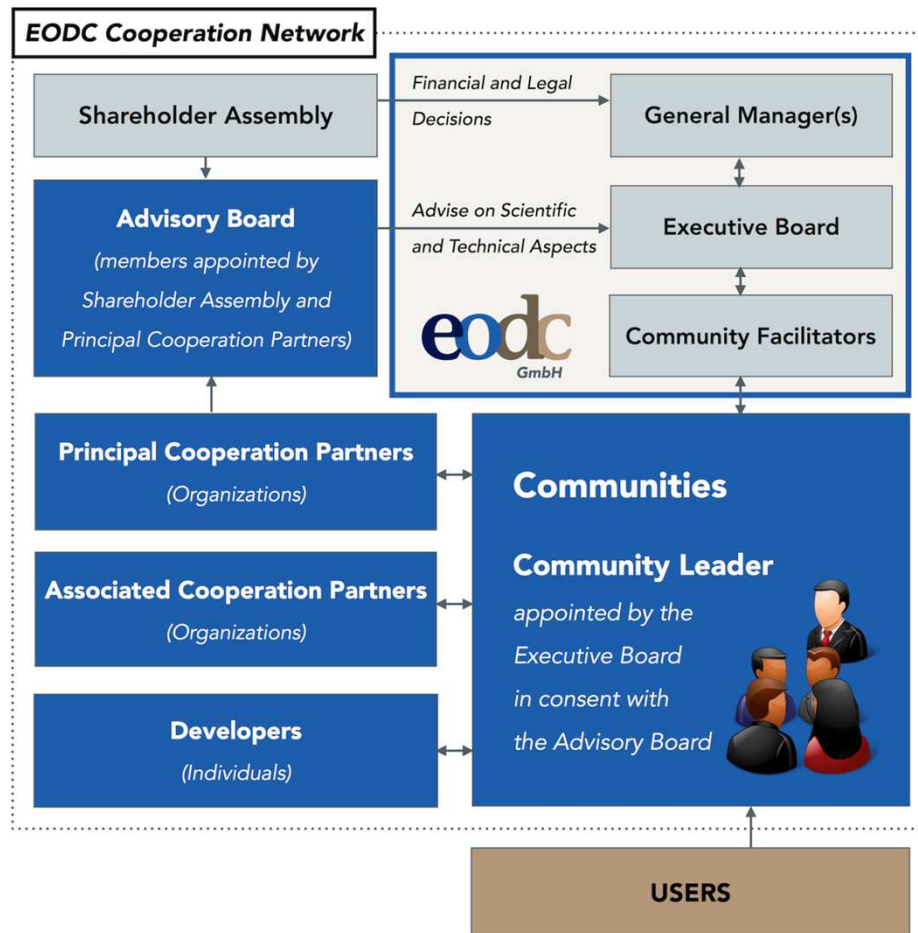 EODC Cooperation Network
Shareholder Assembly
Financial and Legal
Decisions
General Manager(s)
Advisory Board
(members appointed by
Shareholder Assembly and
Principal Cooperation Partners)
Advise on Scientific
and Technical Aspects
Executive Board
eodc
GmbH
Community Facilitators
Principal Cooperation Partners
(Organizations)
Associated Cooperation Partners
(Organizations)
Developers
(Individuals)
Communities
Community Leader
appointed by the
Executive Board
in consent with
the Advisory Board
USERS